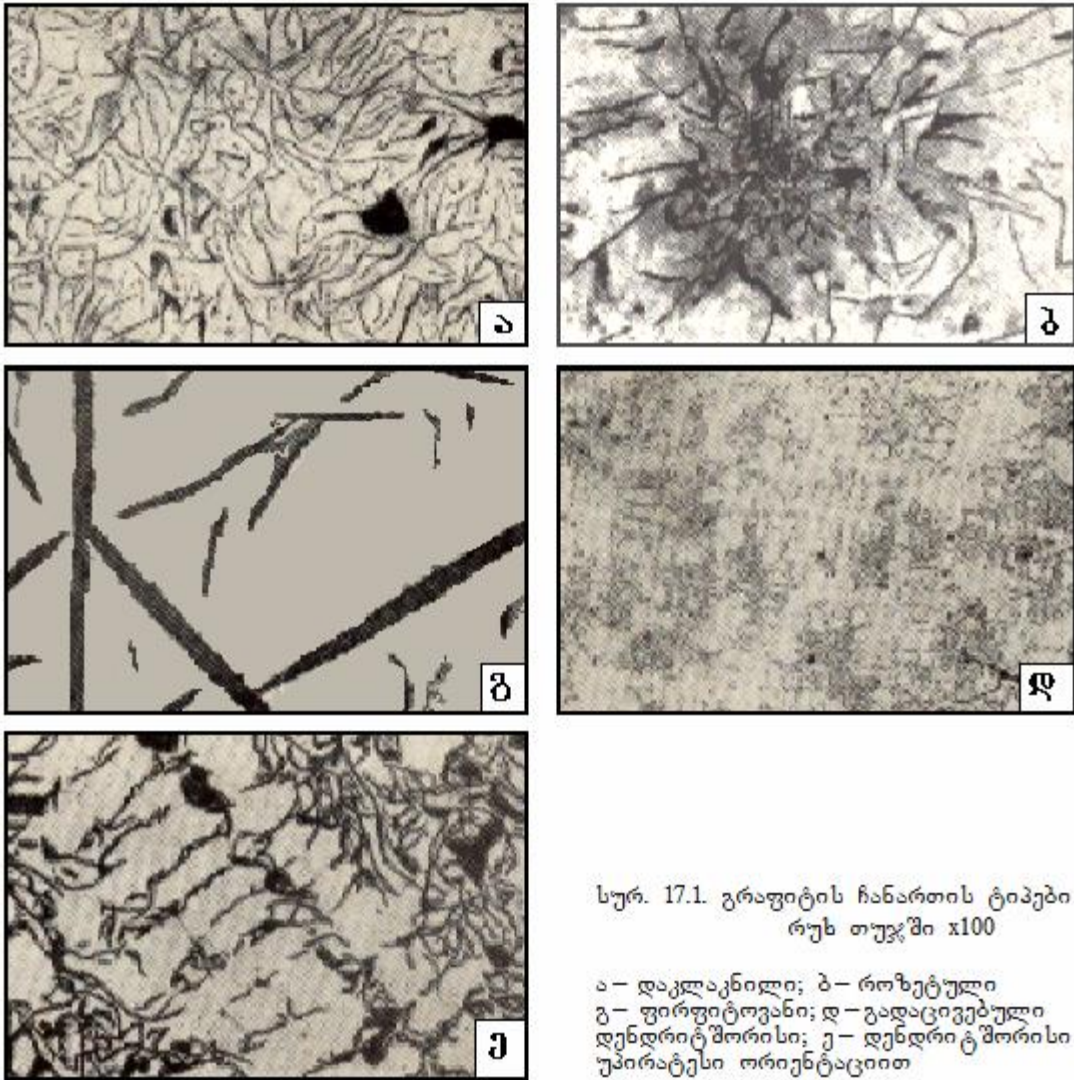 ა
ბ
გ
დ
ე
სურ. 17.1. გრაფიტის ჩანართის ტიპები
რუხ თუჯში x100
ა – დაკლაკნილი; ბ – როზეტული
გ – ფირფიტოვანი; დ – გადაცივებული
დენდრიტშორისი; ე – დენდრიტშორისი
უპირატესი ორიენტაციით